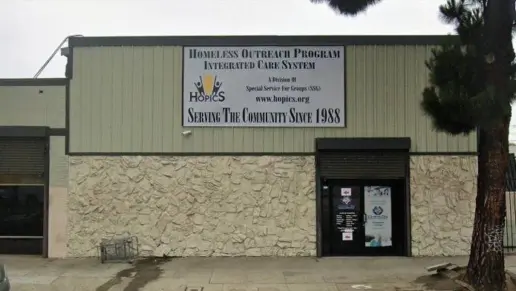 HOMELESS OUTREACH PROGRAM
INTEGRATED CARE SYSTEM
HOPICS
A Division Of
Special Service For Groups (SSG)
www.hopics.org
SERVING THE COMMUNITY SINCE 1988